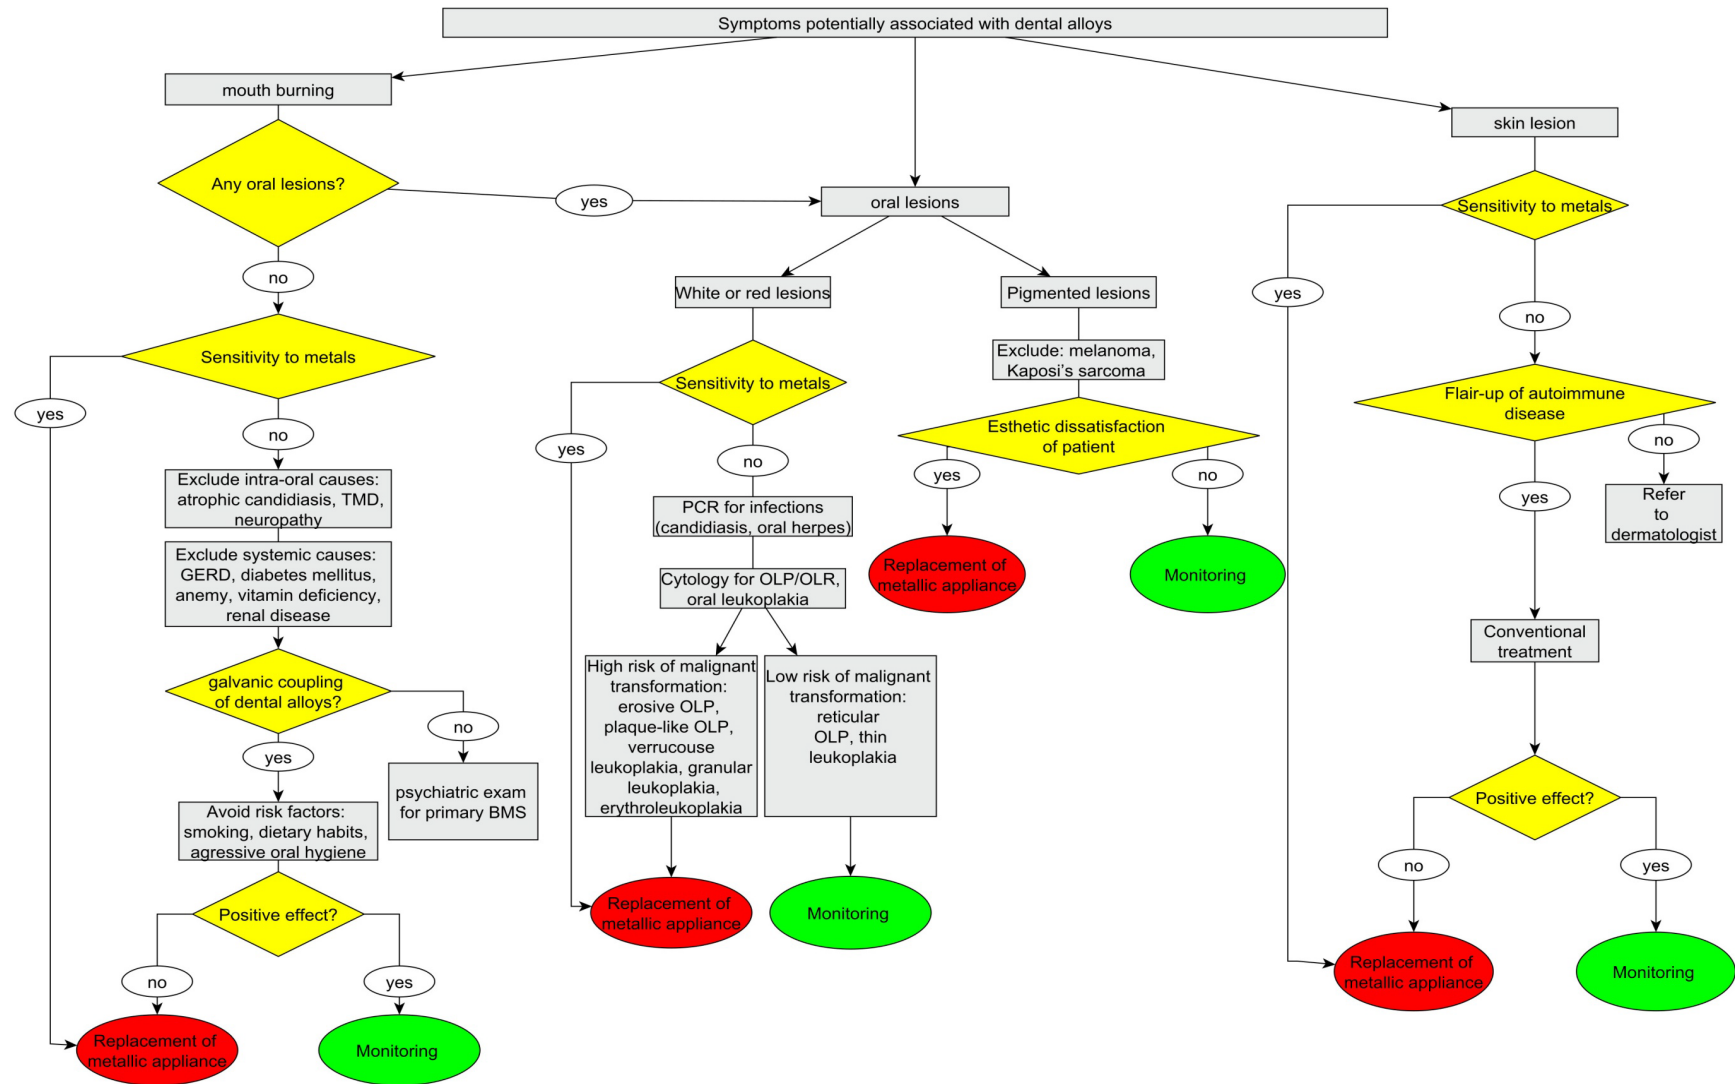 Symptoms potentially associated with dental alloys
mouth burning
Any oral lesions?
yes
no
Sensitivity to metals
yes
no
Exclude intra-oral causes:
atrophic candidiasis, TMD,
neuropathy
Exclude systemic causes:
GERD, diabetes mellitus,
anemy, vitamin deficiency,
renal disease
galvanic coupling
of dental alloys?
no
psychiatric exam
for primary BMS
yes
Avoid risk factors:
smoking, dietary habits,
agressive oral hygiene
Positive effect?
no
yes
Replacement of
metallic appliance
Monitoring
oral lesions
White or red lesions
Sensitivity to metals
yes
no
PCR for infections
(candidiasis, oral herpes)
Cytology for OLP/OLR,
oral leukoplakia
High risk of malignant
transformation:
erosive OLP,
plaque-like OLP,
verrucouse
leukoplakia, granular
leukoplakia,
erythroleukoplakia
Low risk of malignant
transformation:
reticular
OLP, thin
leukoplakia
Replacement of
metallic appliance
Monitoring
Pigmented lesions
Exclude: melanoma,
Kaposi's sarcoma
Esthetic dissatisfaction
of patient
yes
no
Replacement of
metallic appliance
Monitoring
skin lesion
Sensitivity to metals
yes
no
Flair-up of autoimmune
disease
no
Refer
to
dermatologist
yes
Conventional
treatment
Positive effect?
no
yes
Replacement of
metallic appliance
Monitoring